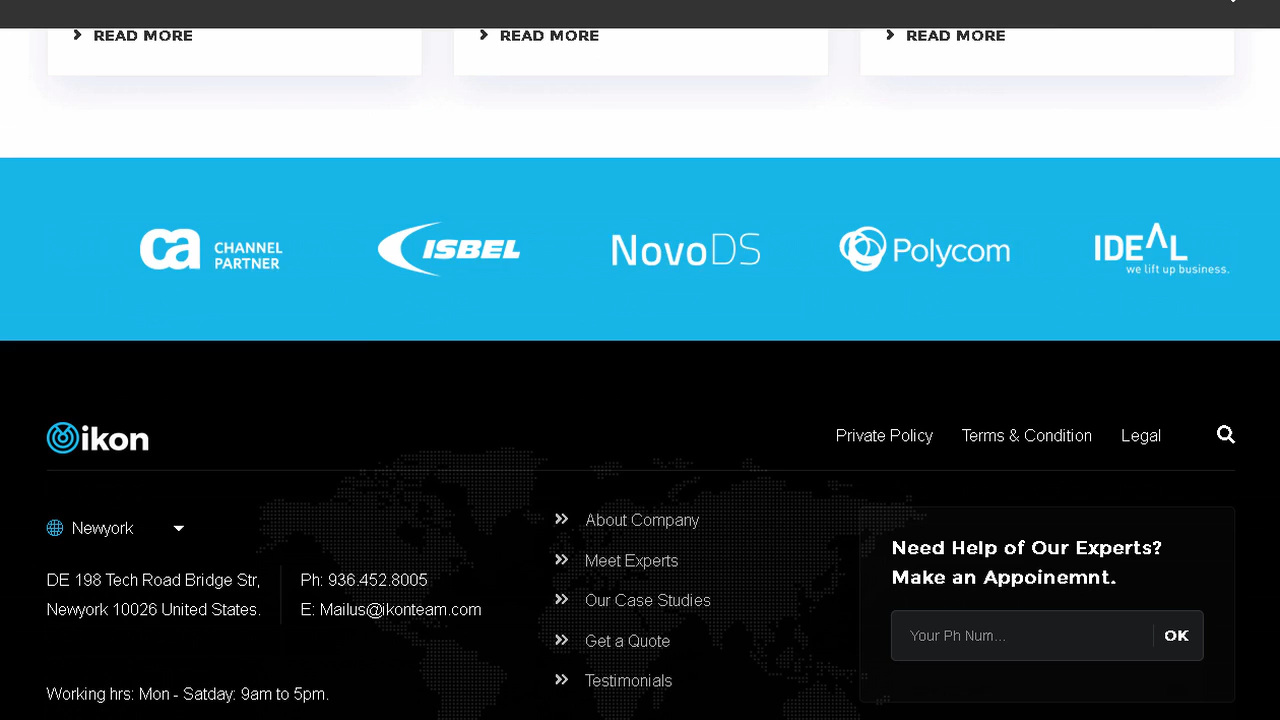 READ MORE
READ MORE
READ MORE
ca CHANNEL PARTNER
ISBEL
NovoDS
Polycom
IDEAL
we lift up business.
ikon
Private Policy
Terms & Condition
Legal
Newyork
DE 198 Tech Road Bridge Str,
Newyork 10026 United States.
Ph: 936.452.8005
E: Mailus@ikonteam.com
Working hrs: Mon - Satday: 9am to 5pm.
About Company
Meet Experts
Our Case Studies
Get a Quote
Testimonials
Need Help of Our Experts?
Make an Appoinemnt.
Your Ph Num...
OK